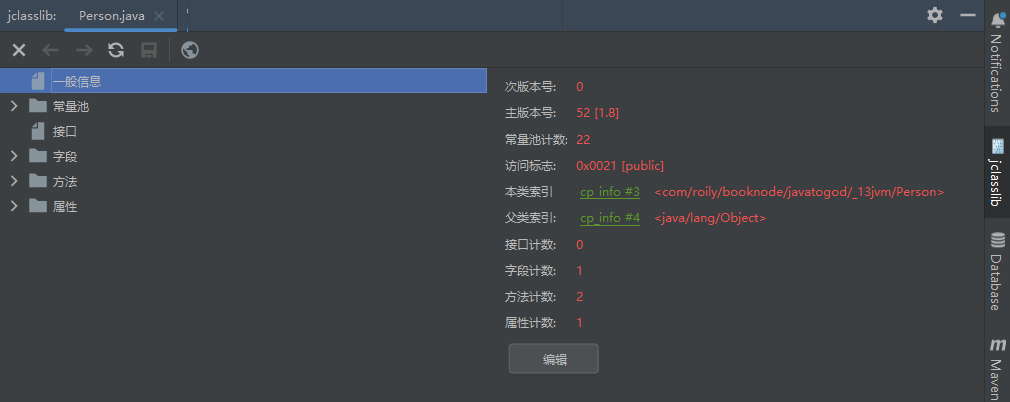 jclasslib: Person.java
一般信息
常量池
接口
字段
方法
属性
次版本号: 0
主版本号: 52 [1.8]
常量池计数: 22
访问标志: 0x0021 [public]
本类索引 cp_info #3 <com/roily/booknode/javatogod/_13jvm/Person>
父类索引: cp_info #4 <java/lang/Object>
接口计数: 0
字段计数: 1
方法计数: 2
属性计数: 1
编辑
Notifications
jclasslib
Database
Maven